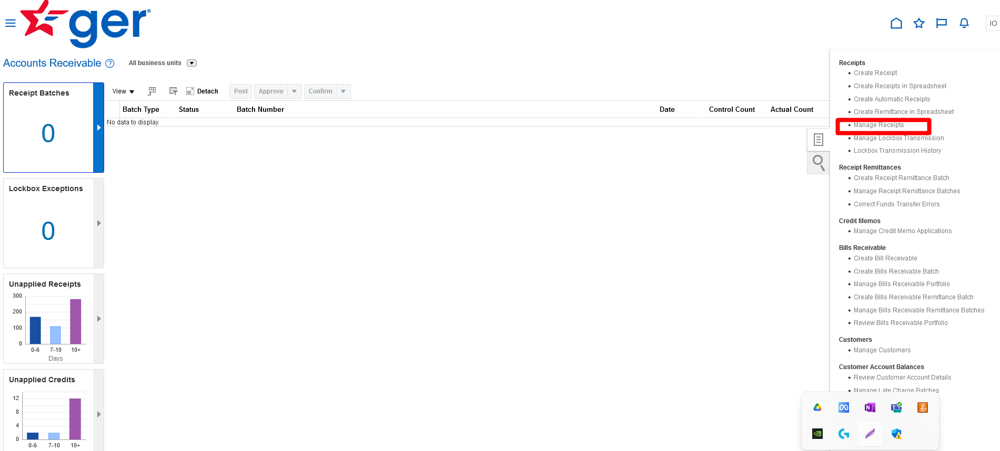 ger®
IO
Accounts Receivable ?
All business units
Receipt Batches
0
Lockbox Exceptions
0
Unapplied Receipts
300
200
100
0
0-6 7-10 10+
Days
Unapplied Credits
12
8
4
0
0-6 7-10 10+
View Detach Post Approve Confirm
Batch Type Status Batch Number Date Control Count Actual Count
No data to display.
Receipts
• Create Receipt
• Create Receipts in Spreadsheet
• Create Automatic Receipts
• Create Remittance in Spreadsheet
• Manage Receipts
• Manage Lockbox Transmission
• Lockbox Transmission History
Receipt Remittances
• Create Receipt Remittance Batch
• Manage Receipt Remittance Batches
• Correct Funds Transfer Errors
Credit Memos
• Manage Credit Memo Applications
Bills Receivable
• Create Bill Receivable
• Create Bills Receivable Batch
• Manage Bills Receivable Portfolio
• Create Bills Receivable Remittance Batch
• Manage Bills Receivable Remittance Batches
• Review Bills Receivable Portfolio
Customers
• Manage Customers
Customer Account Balances
• Review Customer Account Details
• Manage Late Charge Batches
N
T
NEW